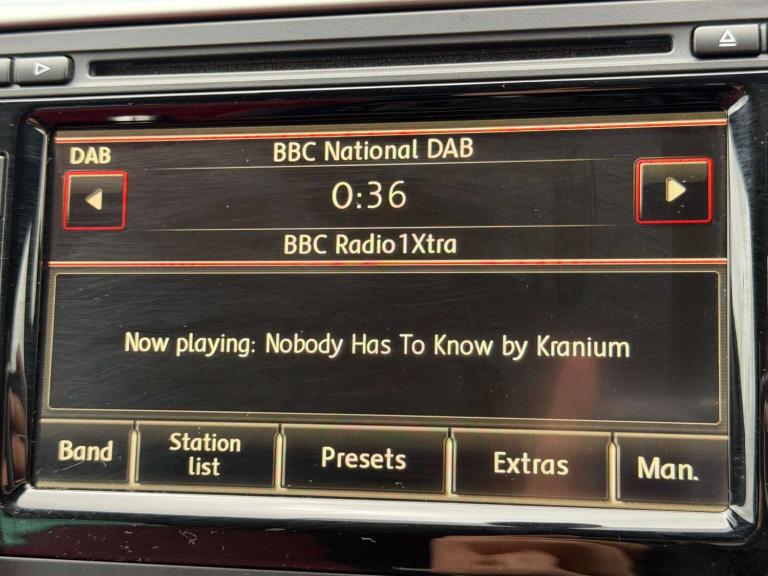 DAB
BBC National DAB
0:36
BBC Radio1Xtra
Now playing: Nobody Has To Know by Kranium
Band
Station
list
Presets
Extras
Man.